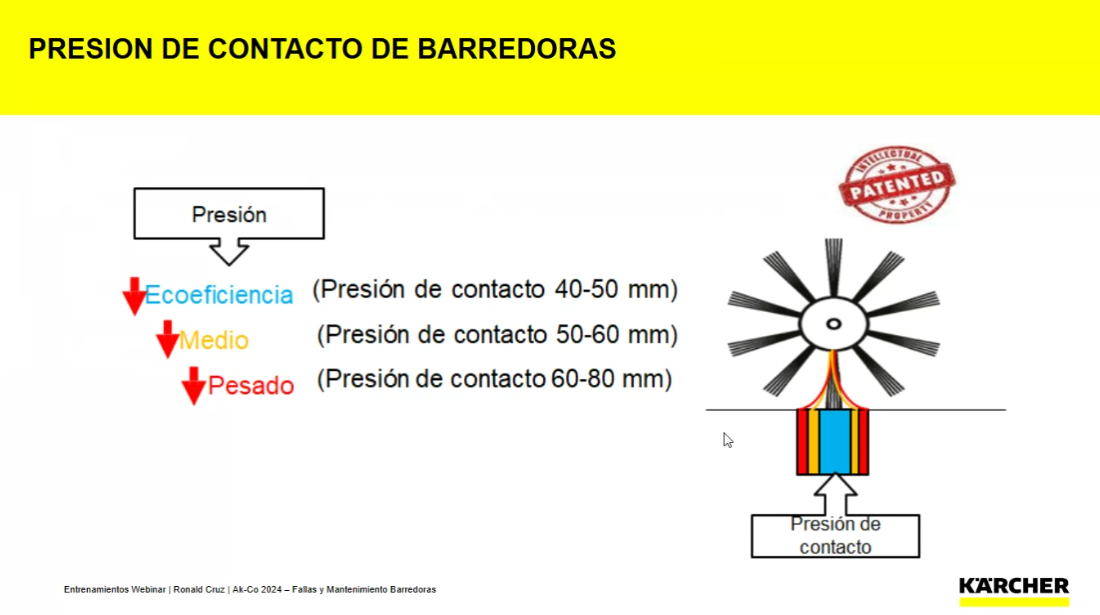 PRESION DE CONTACTO DE BARREDORAS
INTELLECTUAL
PATENTED
PROPERTY
Presión
Ecoeficiencia (Presión de contacto 40-50 mm)
Medio (Presión de contacto 50-60 mm)
Pesado (Presión de contacto 60-80 mm)
Presión de
contacto
Entrenamientos Webinar | Ronald Cruz | Ak-Co 2024 – Fallas y Mantenimiento Barredoras
KÄRCHER